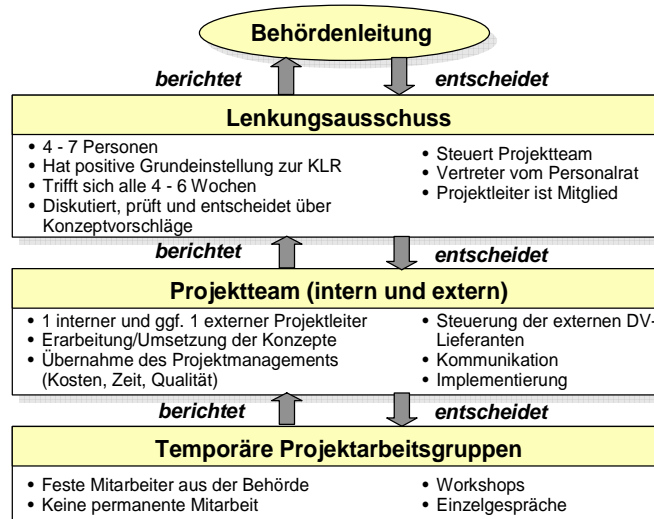 Behördenleitung
berichtet
entscheidet
Lenkungsausschuss
• 4 - 7 Personen
• Hat positive Grundeinstellung zur KLR
• Trifft sich alle 4 - 6 Wochen
• Diskutiert, prüft und entscheidet über
Konzeptvorschläge
• Steuert Projektteam
• Vertreter vom Personalrat
• Projektleiter ist Mitglied
berichtet
entscheidet
Projektteam (intern und extern)
• 1 interner und ggf. 1 externer Projektleiter
• Erarbeitung/Umsetzung der Konzepte
• Übernahme des Projektmanagements
(Kosten, Zeit, Qualität)
• Steuerung der externen DV-
Lieferanten
• Kommunikation
• Implementierung
berichtet
entscheidet
Temporäre Projektarbeitsgruppen
• Feste Mitarbeiter aus der Behörde
• Keine permanente Mitarbeit
• Workshops
• Einzelgespräche